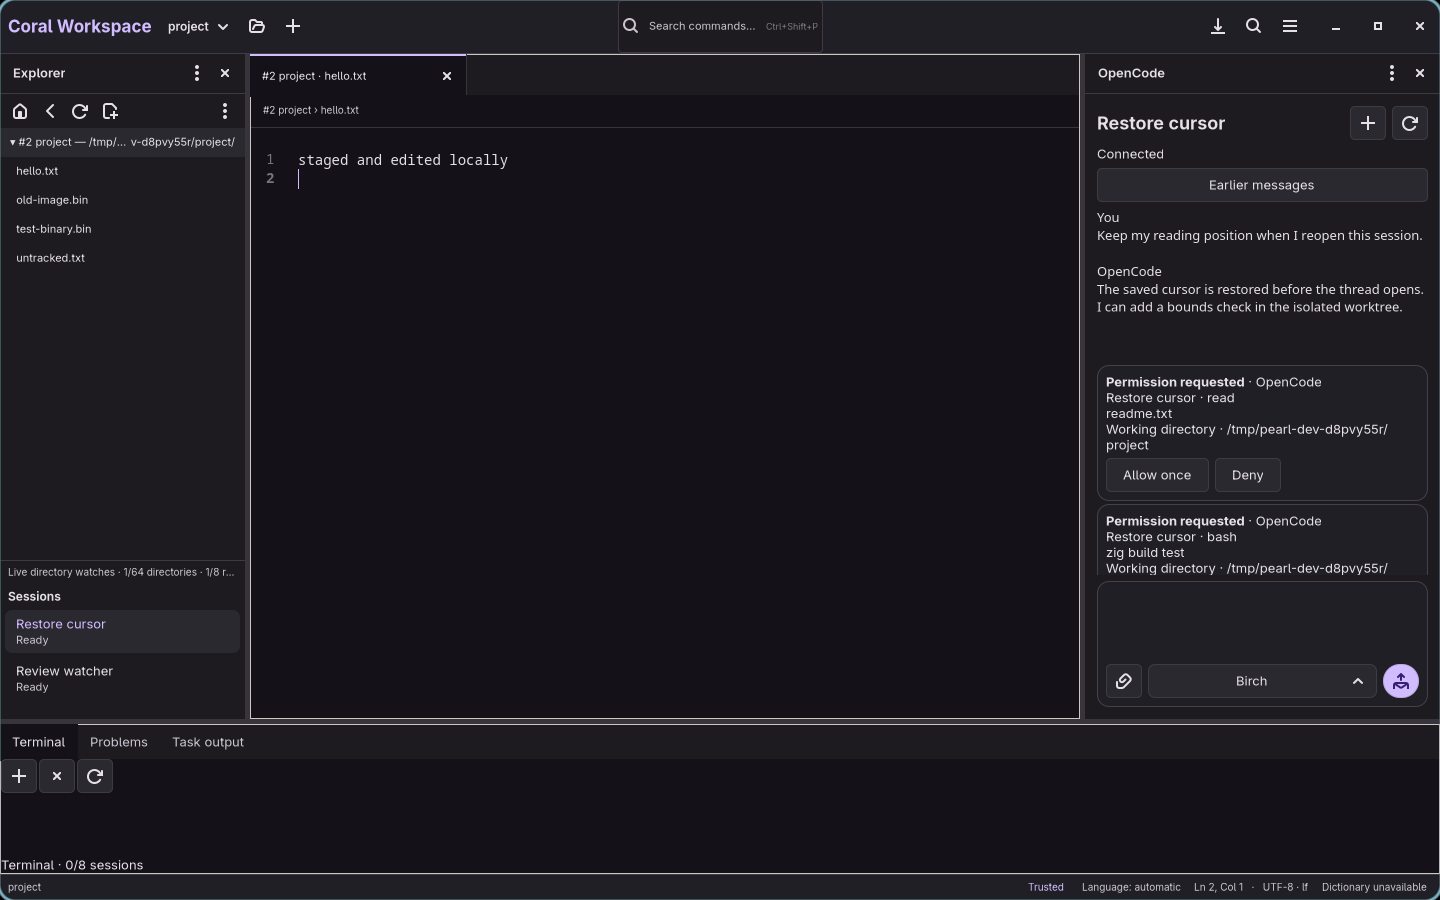 Coral Workspace project Search commands... Ctrl+Shift+P
Explorer
▾ #2 project — /tmp/... v-d8pvy55r/project/
hello.txt
old-image.bin
test-binary.bin
untracked.txt
Live directory watches · 1/64 directories · 1/8 r...
Sessions
Restore cursor
Ready
Review watcher
Ready
#2 project · hello.txt
#2 project › hello.txt
1 staged and edited locally
2
OpenCode
Restore cursor
Connected
Earlier messages
You
Keep my reading position when I reopen this session.
OpenCode
The saved cursor is restored before the thread opens.
I can add a bounds check in the isolated worktree.
Permission requested · OpenCode
Restore cursor · read
readme.txt
Working directory · /tmp/pearl-dev-d8pvy55r/
project
Allow once Deny
Permission requested · OpenCode
Restore cursor · bash
zig build test
Working directory · /tmp/pearl-dev-d8pvy55r/
Birch
Terminal Problems Task output
Terminal · 0/8 sessions
project Trusted Language: automatic Ln 2, Col 1 · UTF-8 · lf Dictionary unavailable